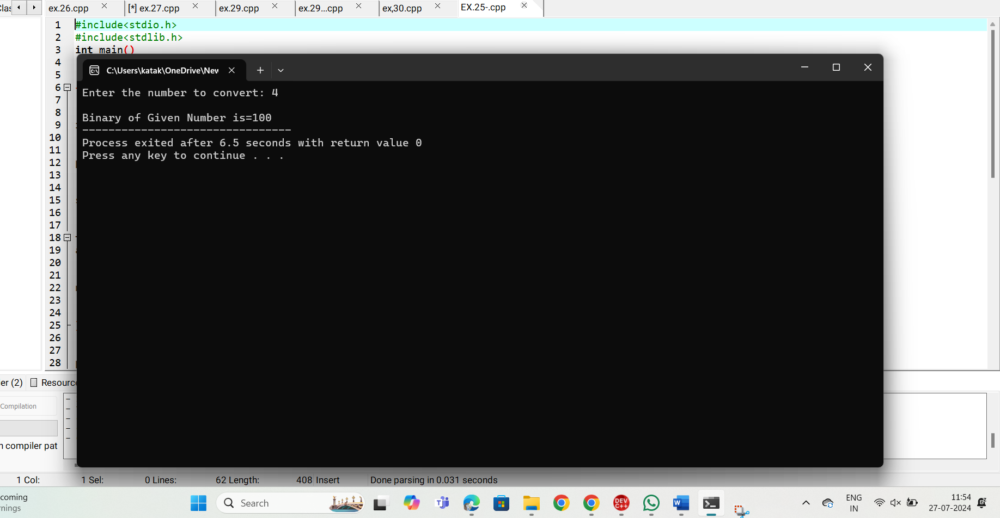 Clas
ex.26.cpp
[*] ex.27.cpp
ex.29.cpp
ex.29...cpp
ex,30.cpp
EX.25-.cpp
1 #include<stdio.h>
2 #include<stdlib.h>
3 int main()
4
5
6
7
8
9
10
11
12
13
14
15
16
17
18
19
20
21
22
23
24
25
26
27
28
C:\Users\katak\OneDrive\New
Enter the number to convert: 4
Binary of Given Number is=100
--------------------------------
Process exited after 6.5 seconds with return value 0
Press any key to continue . . .
er (2)
Resource
Compilation
compiler pat
1 Col: 1 Sel: 0 Lines: 62 Length: 408 Insert Done parsing in 0.031 seconds
coming
Search
DEV
C++
ENG
IN
11:54
27-07-2024